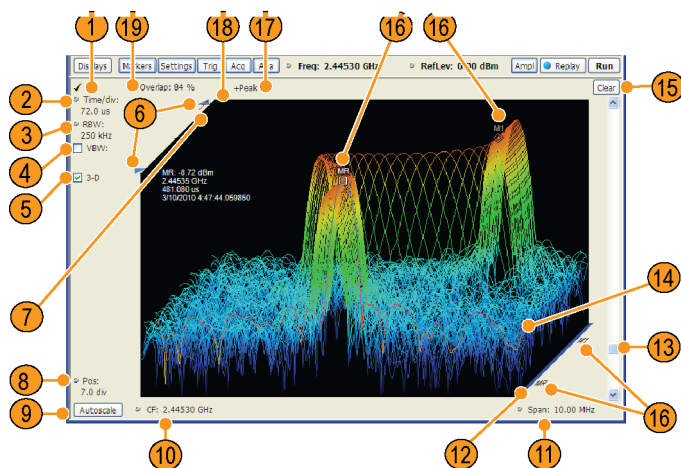 1 19 18 17 16 16
Displays Markers Settings Trig Acq Freq: 2.44530 GHz RefLev: 0.00 dBm Ampl Replay Run
✓ Overlap: 84 % +Peak Clear
15
2 Time/div:
72.0 us
6
3 RBW:
250 kHz
4 VBW:
5 3-D
M1
MR: -8.72 dBm
2.44535 GHz
481.080 us
3/10/2010 4:47:44.059850
MR
7
14
13
M1
8 Pos:
7.0 div
MR
16
9 Autoscale CF: 2.44530 GHz Span: 10.00 MHz
10 12 11